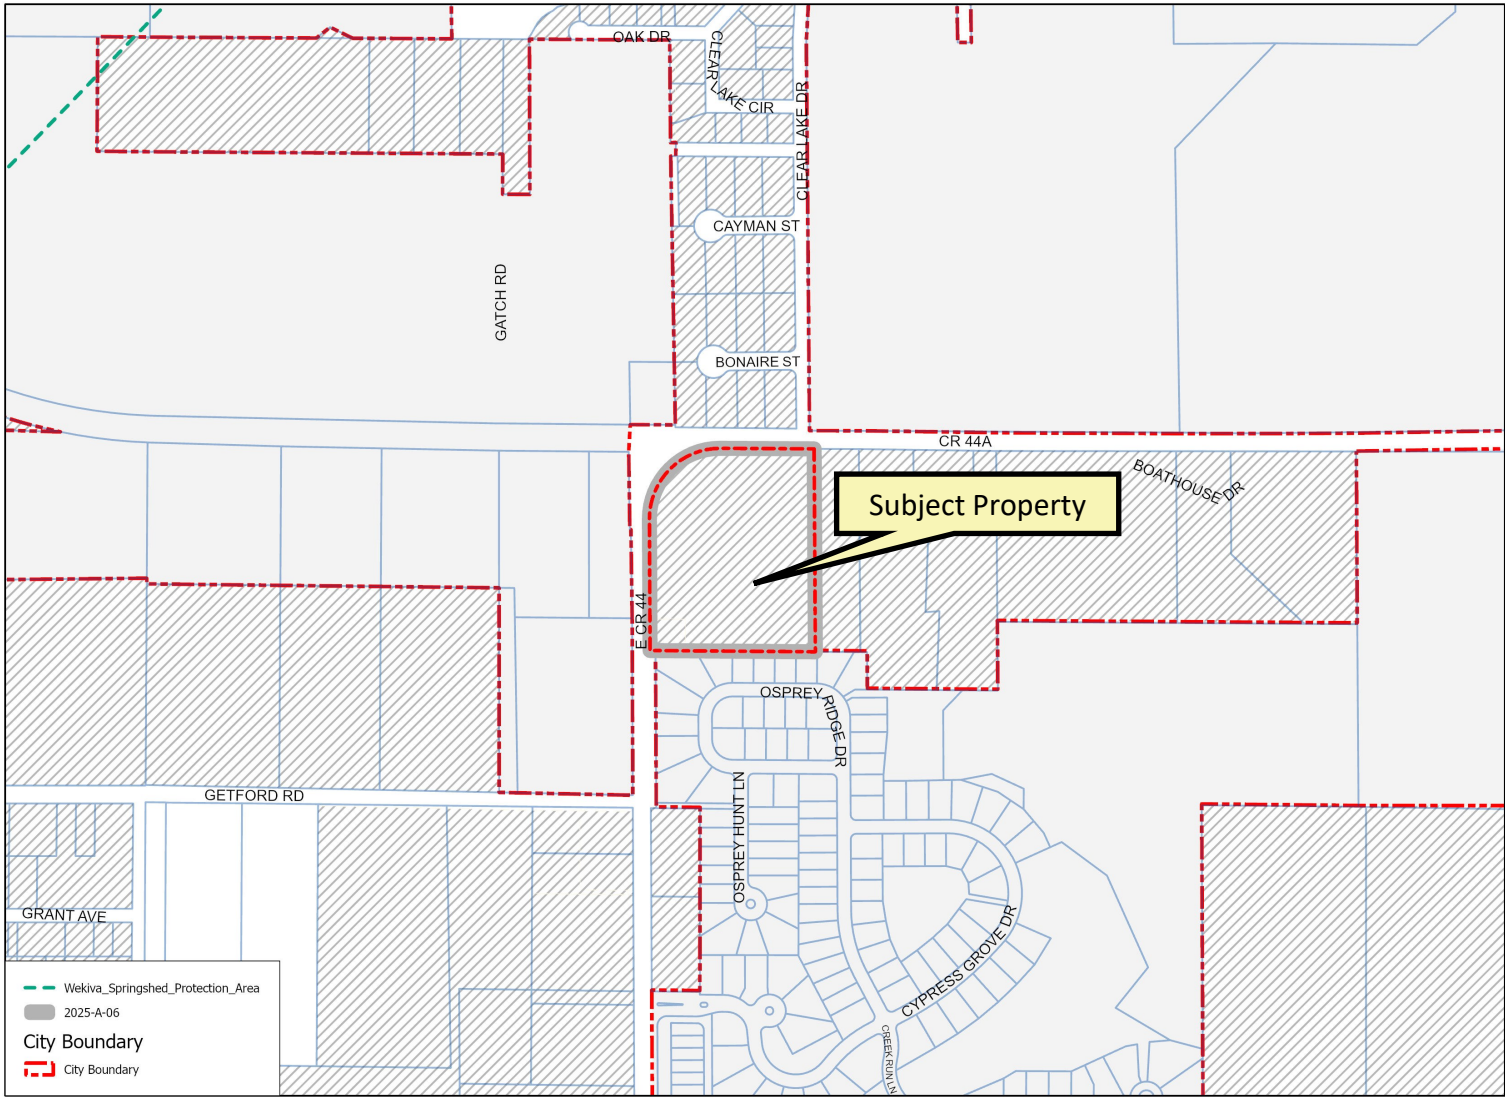 OAK DR
CLEAR
LAKE CIR
CLEAR LAKE DR
CAYMAN ST
GATCH RD
BONAIRE ST
CR 44A
BOATHOUSE DR
Subject Property
E CR 44
OSPREY
RIDGE DR
GETFORD RD
OSPREY HUNT LN
GRANT AVE
CYPRESS GROVE DR
CREEK RUN LN
Wekiva_Springshed_Protection_Area
2025-A-06
City Boundary
City Boundary